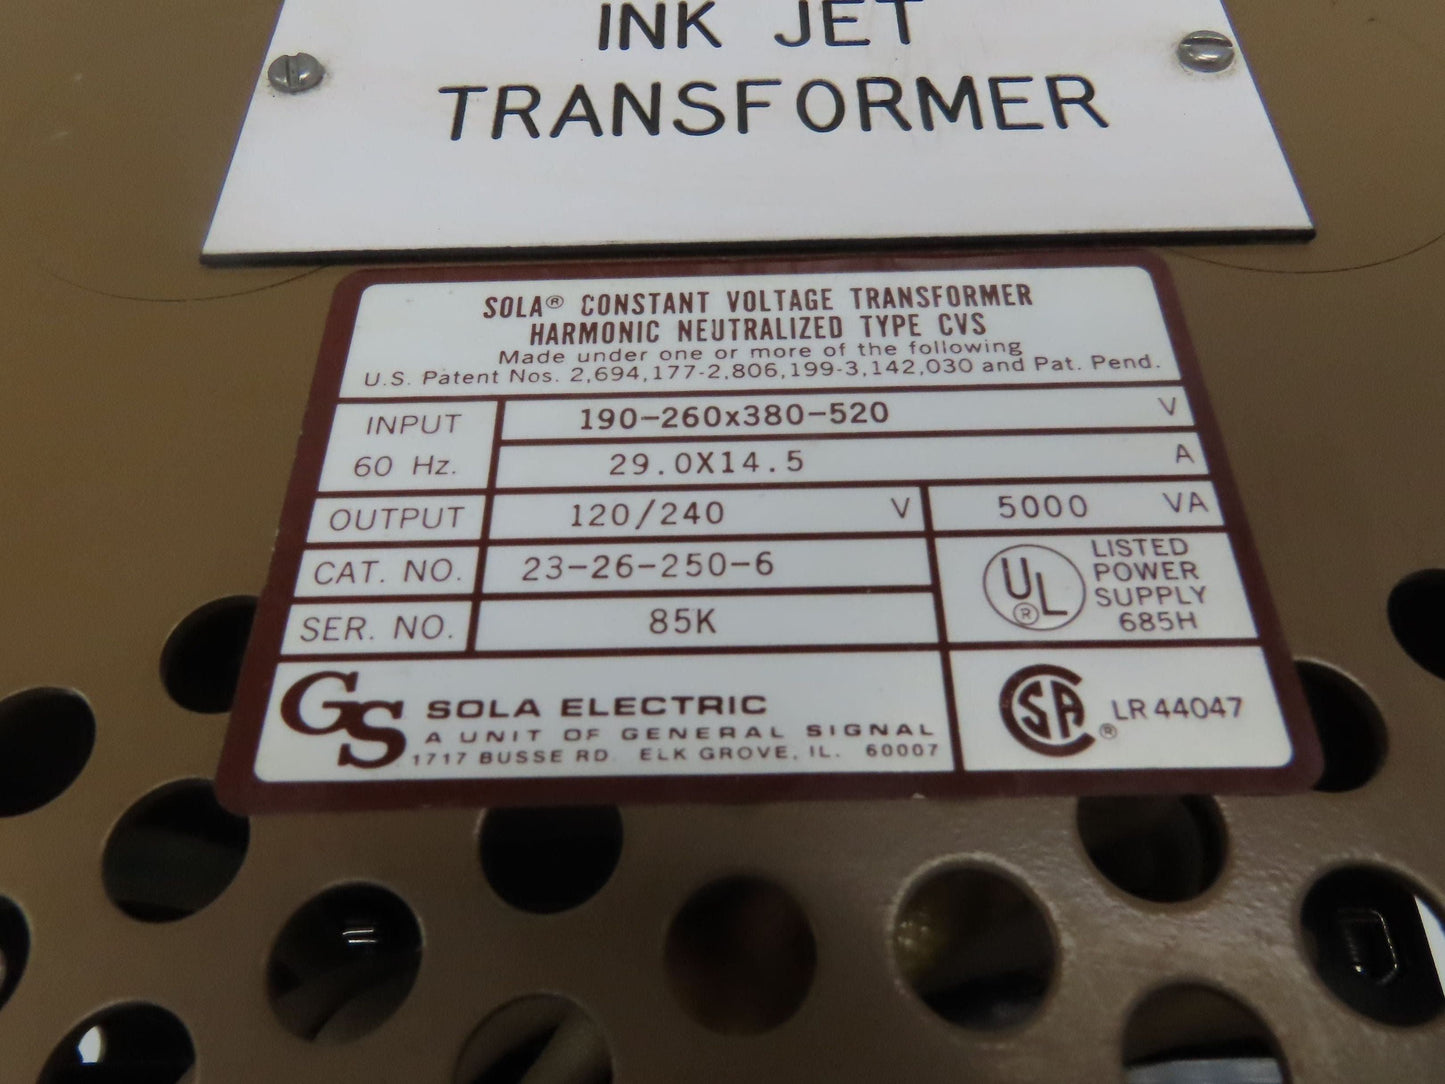 INK JET
TRANSFORMER
SOLA® CONSTANT VOLTAGE TRANSFORMER
HARMONIC NEUTRALIZED TYPE CVS
Made under one or more of the following
U.S. Patent Nos. 2,694,177-2,806,199-3,142,030 and Pat. Pend.
INPUT 190-260x380-520 V
60 Hz. 29.0X14.5 A
OUTPUT 120/240 V 5000 VA
CAT. NO. 23-26-250-6
SER. NO. 85K
UL ® LISTED
POWER
SUPPLY
685H
GS SOLA ELECTRIC
A UNIT OF GENERAL SIGNAL
1717 BUSSE RD. ELK GROVE, IL. 60007
CSA ® LR 44047